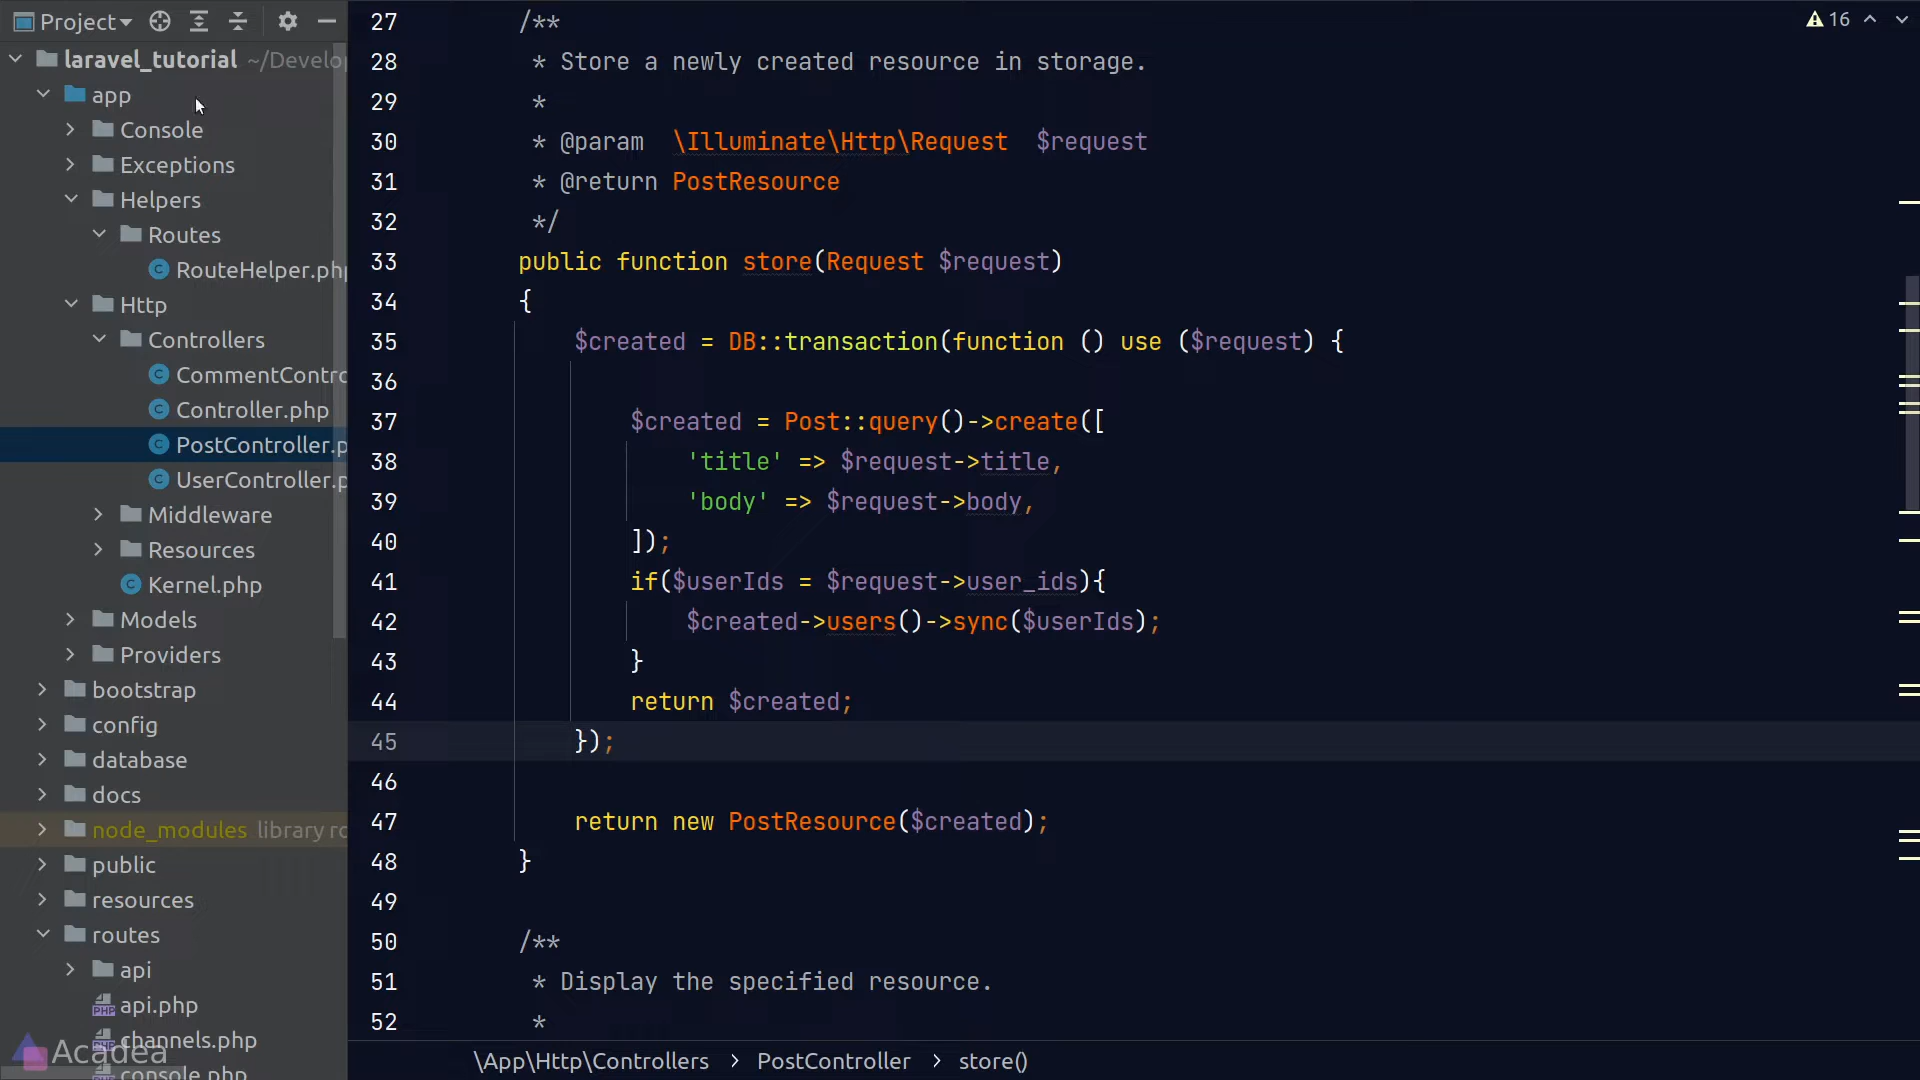 Project
laravel_tutorial ~/Develo
app
Console
Exceptions
Helpers
Routes
RouteHelper.ph
Http
Controllers
CommentContro
Controller.php
PostController.p
UserController.p
Middleware
Resources
Kernel.php
Models
Providers
bootstrap
config
database
docs
node_modules library ro
public
resources
routes
api
api.php
channels.php
console.php
Acadea
16
27 /**
28 * Store a newly created resource in storage.
29 *
30 * @param \Illuminate\Http\Request $request
31 * @return PostResource
32 */
33 public function store(Request $request)
34 {
35 $created = DB::transaction(function () use ($request) {
36
37 $created = Post::query()->create([
38 'title' => $request->title,
39 'body' => $request->body,
40 ]);
41 if($userIds = $request->user_ids){
42 $created->users()->sync($userIds);
43 }
44 return $created;
45 });
46
47 return new PostResource($created);
48 }
49
50 /**
51 * Display the specified resource.
52 *
\App\Http\Controllers > PostController > store()